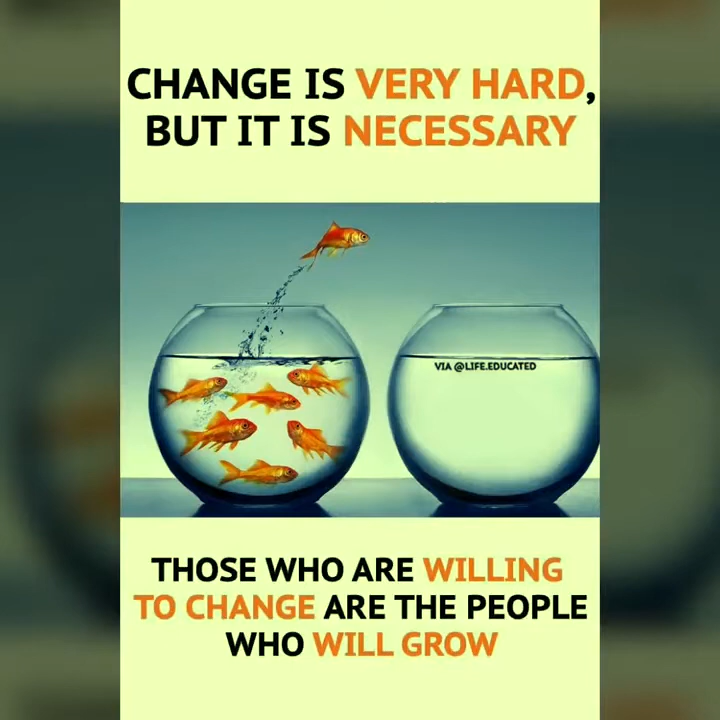 CHANGE IS VERY HARD,
BUT IT IS NECESSARY
VIA @LIFE.EDUCATED
THOSE WHO ARE WILLING
TO CHANGE ARE THE PEOPLE
WHO WILL GROW